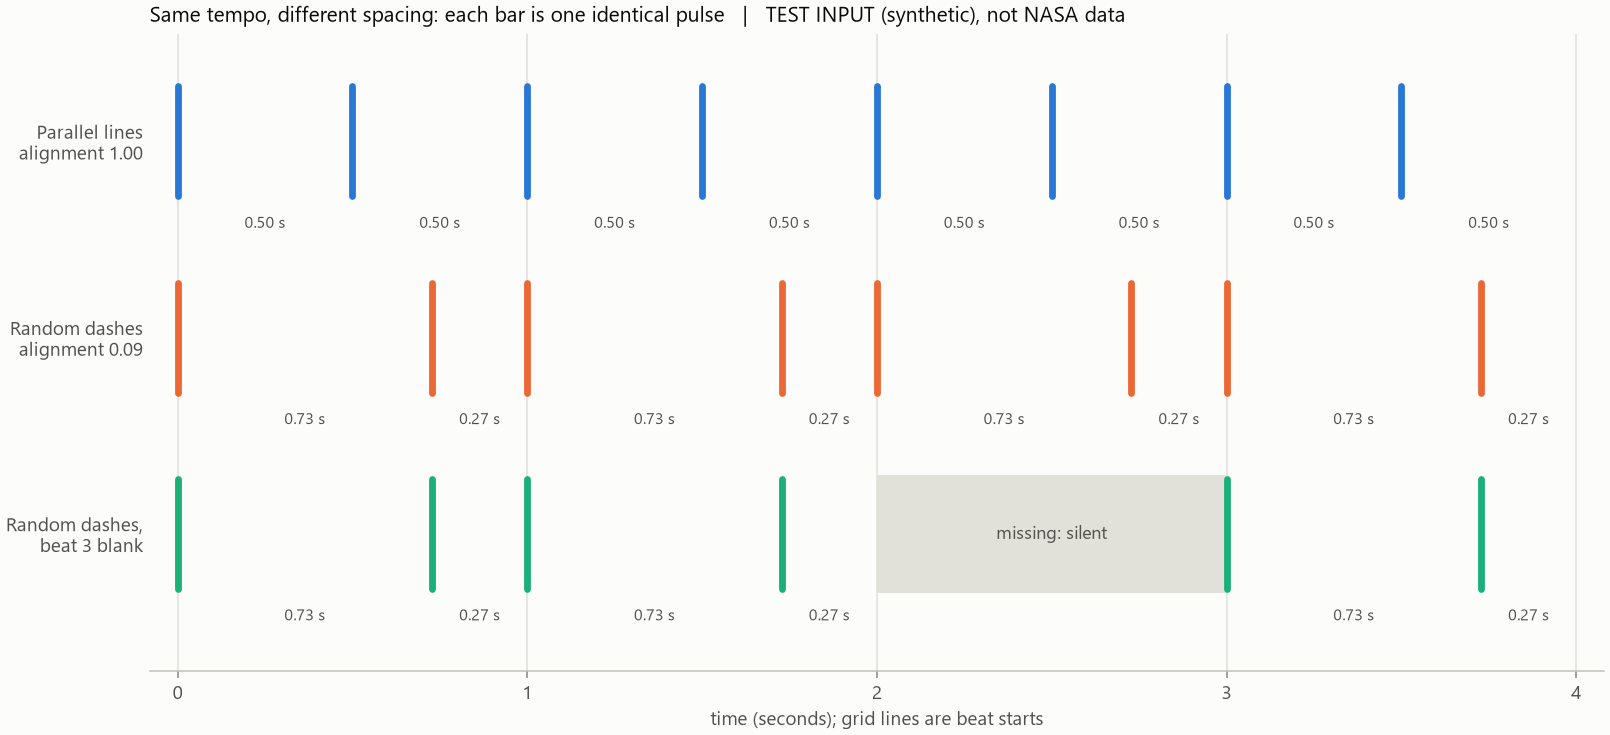 Same tempo, different spacing: each bar is one identical pulse | TEST INPUT (synthetic), not NASA data
Parallel lines
alignment 1.00
0.50 s 0.50 s 0.50 s 0.50 s 0.50 s 0.50 s 0.50 s 0.50 s
Random dashes
alignment 0.09
0.73 s 0.27 s 0.73 s 0.27 s 0.73 s 0.27 s 0.73 s 0.27 s
Random dashes,
beat 3 blank
missing: silent
0.73 s 0.27 s 0.73 s 0.27 s 0.73 s 0.27 s
0 1 2 3 4
time (seconds); grid lines are beat starts